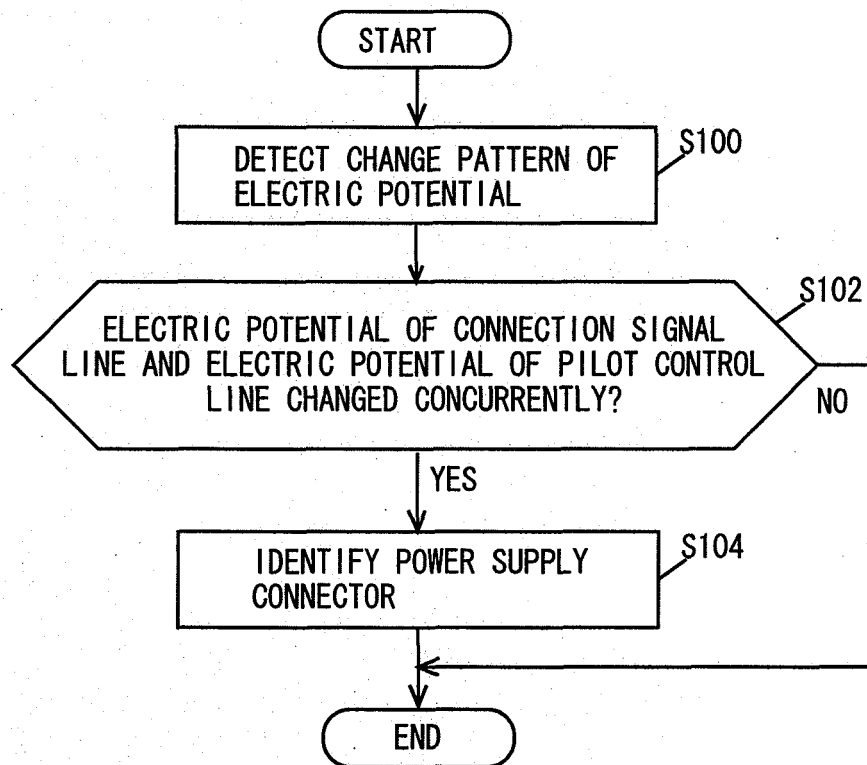 START
DETECT CHANGE PATTERN OF
ELECTRIC POTENTIAL
S100
ELECTRIC POTENTIAL OF CONNECTION SIGNAL
LINE AND ELECTRIC POTENTIAL OF PILOT CONTROL
LINE CHANGED CONCURRENTLY?
S102
NO
YES
IDENTIFY POWER SUPPLY
CONNECTOR
S104
END